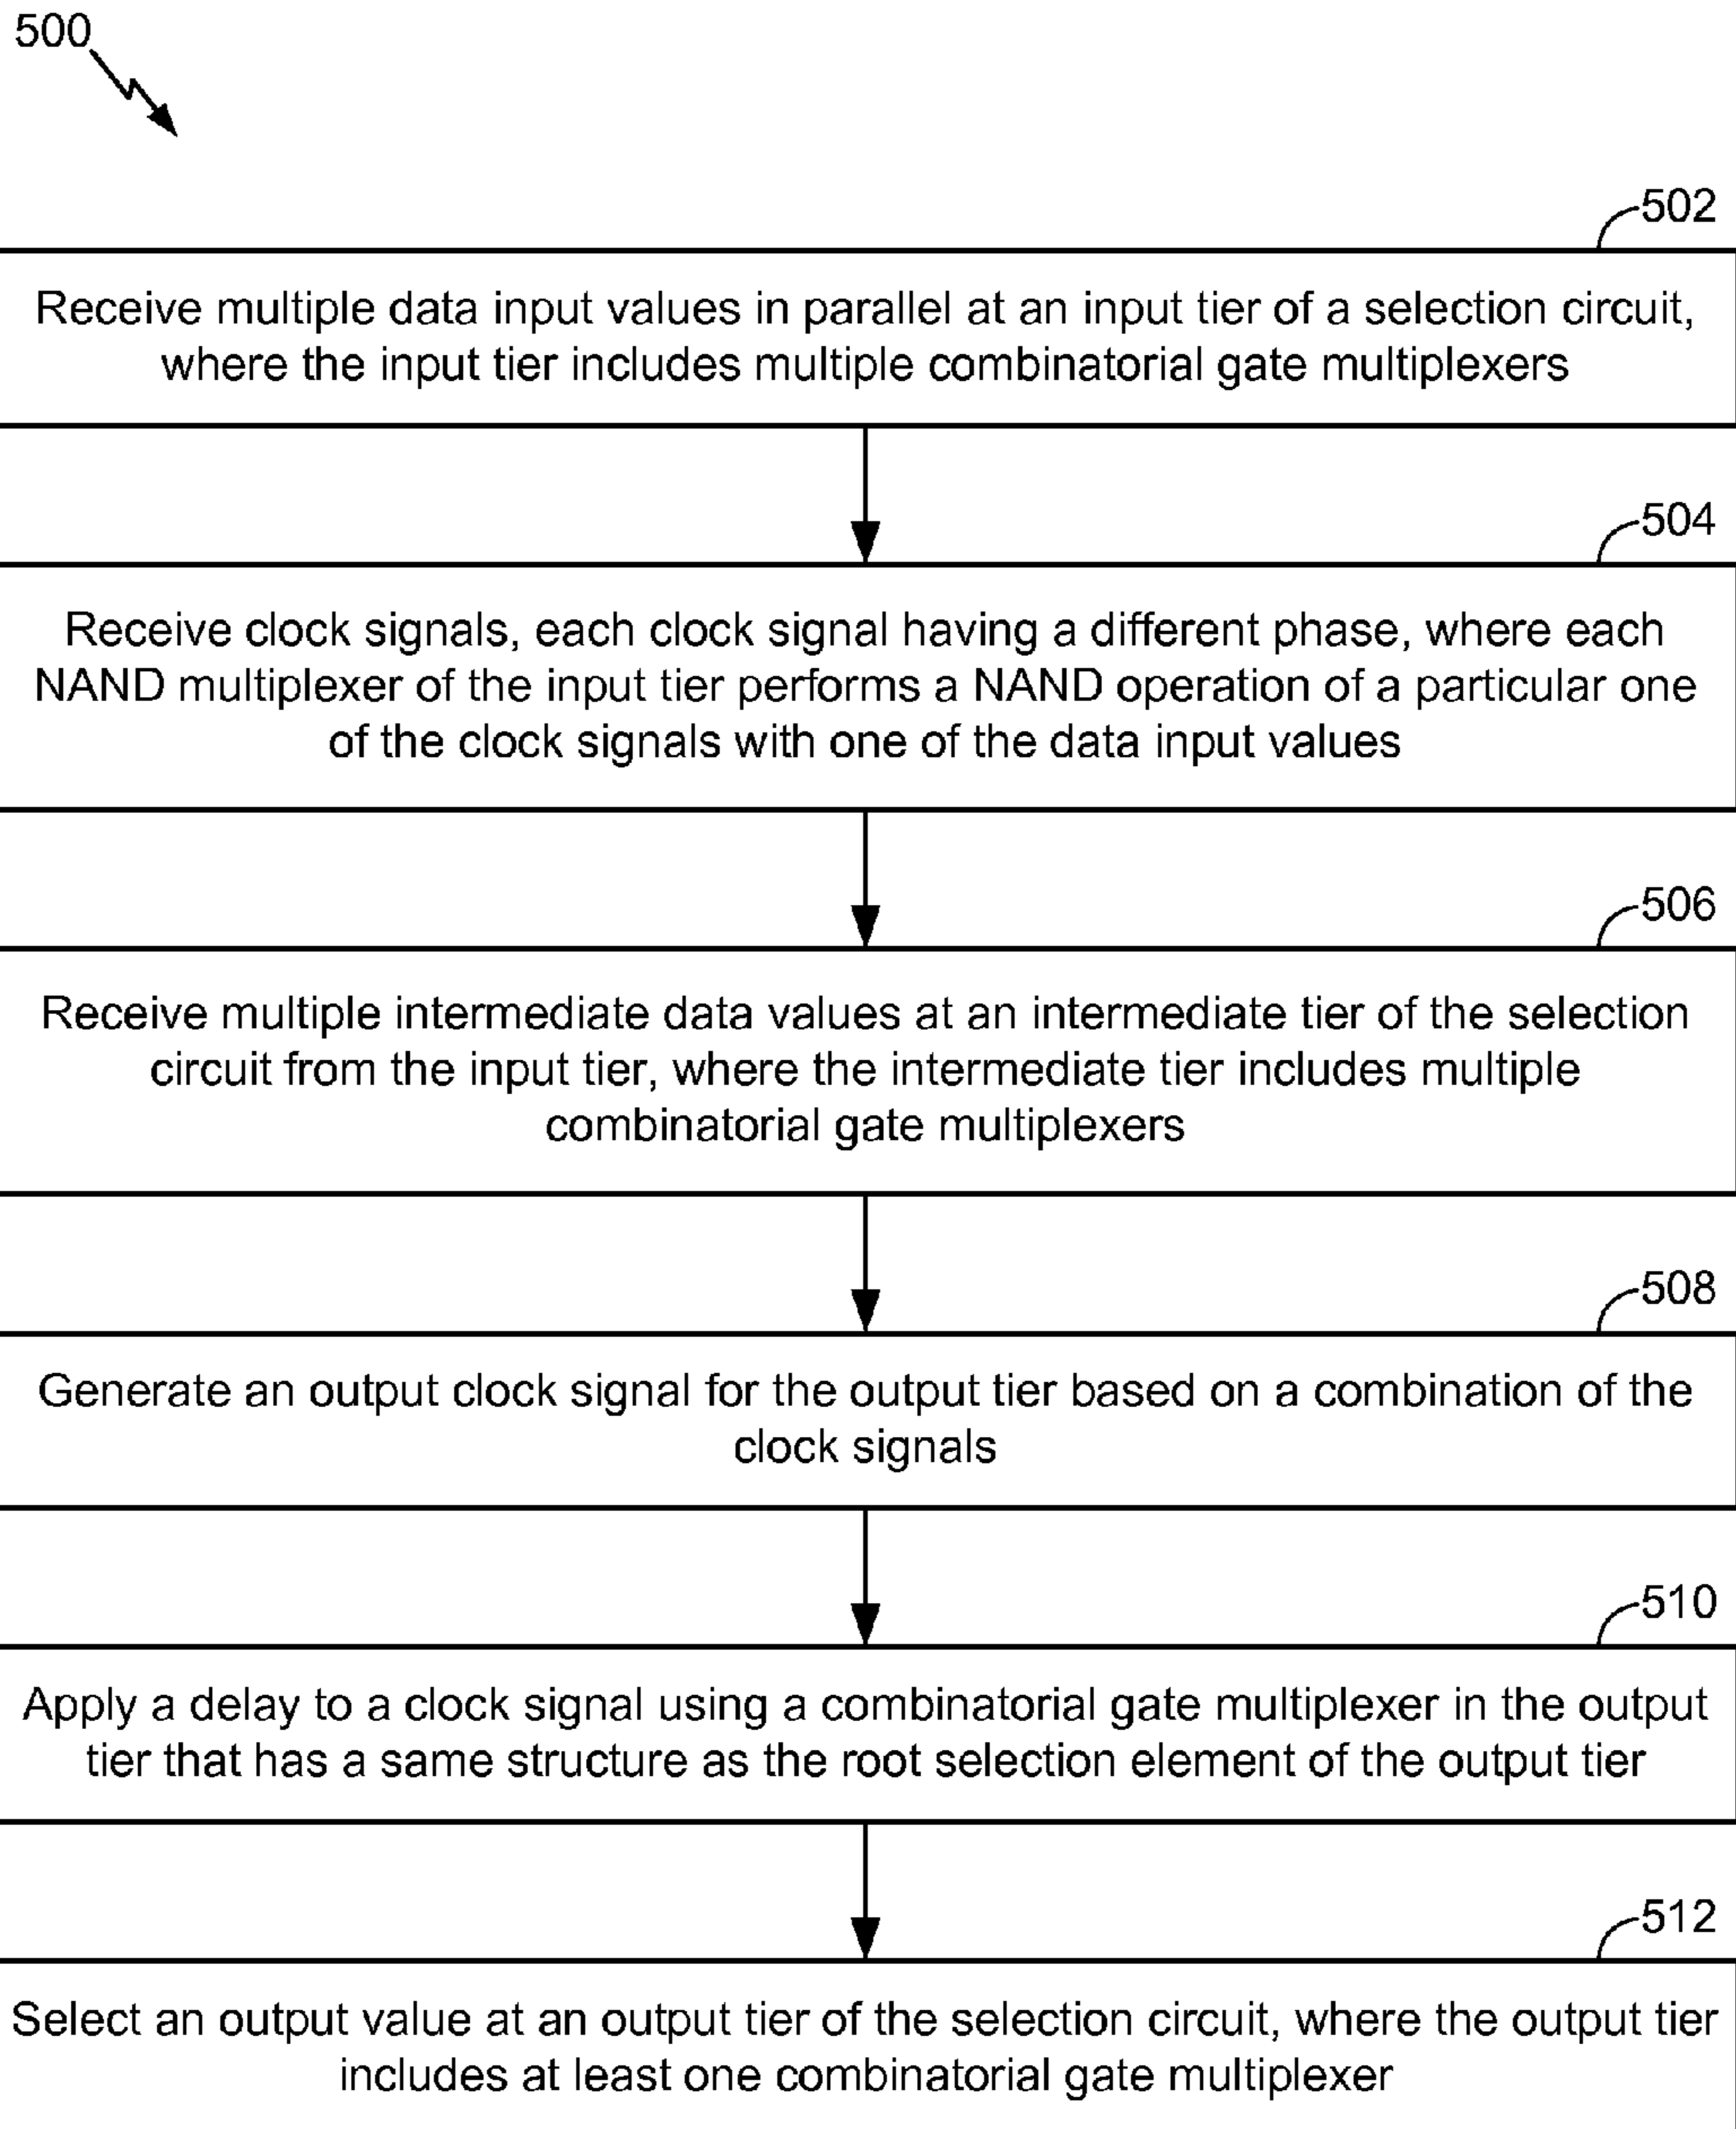 500
502
Receive multiple data input values in parallel at an input tier of a selection circuit,
where the input tier includes multiple combinatorial gate multiplexers
504
Receive clock signals, each clock signal having a different phase, where each
NAND multiplexer of the input tier performs a NAND operation of a particular one
of the clock signals with one of the data input values
506
Receive multiple intermediate data values at an intermediate tier of the selection
circuit from the input tier, where the intermediate tier includes multiple
combinatorial gate multiplexers
508
Generate an output clock signal for the output tier based on a combination of the
clock signals
510
Apply a delay to a clock signal using a combinatorial gate multiplexer in the output
tier that has a same structure as the root selection element of the output tier
512
Select an output value at an output tier of the selection circuit, where the output tier
includes at least one combinatorial gate multiplexer